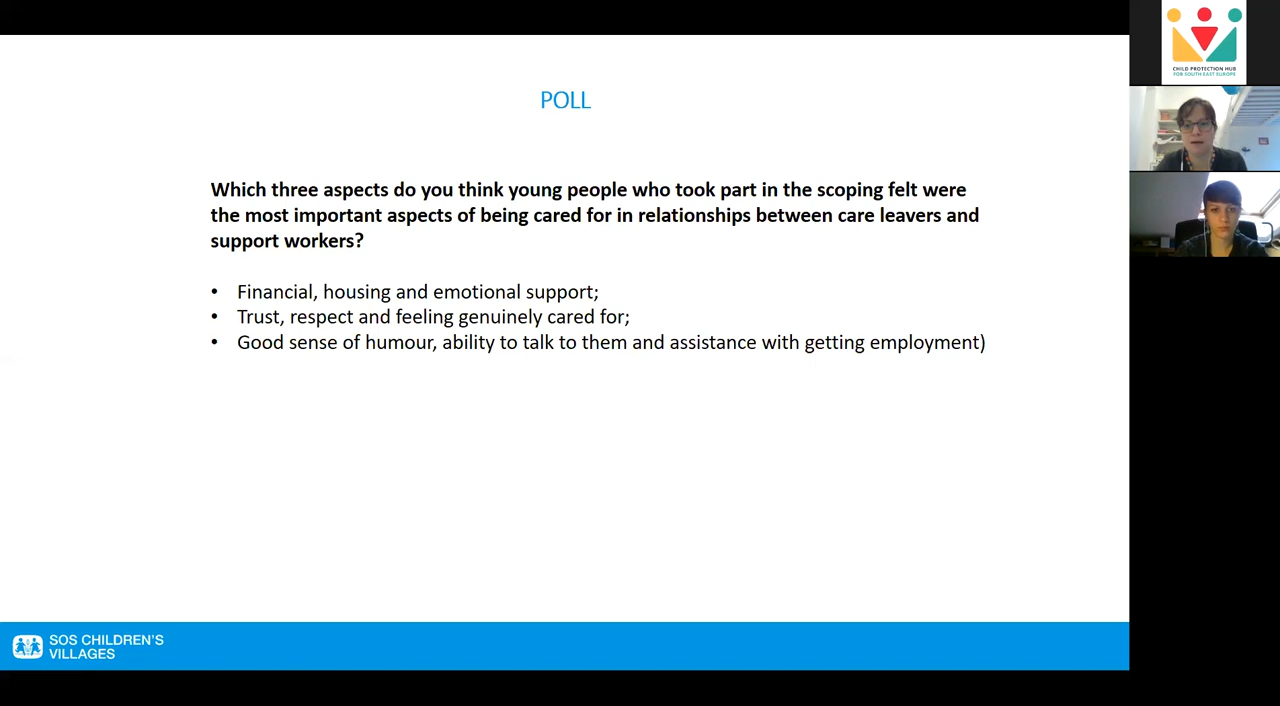 POLL
Which three aspects do you think young people who took part in the scoping felt were
the most important aspects of being cared for in relationships between care leavers and
support workers?
• Financial, housing and emotional support;
• Trust, respect and feeling genuinely cared for;
• Good sense of humour, ability to talk to them and assistance with getting employment)
SOS CHILDREN'S
VILLAGES
CHILD PROTECTION HUB
FOR SOUTH EAST EUROPE